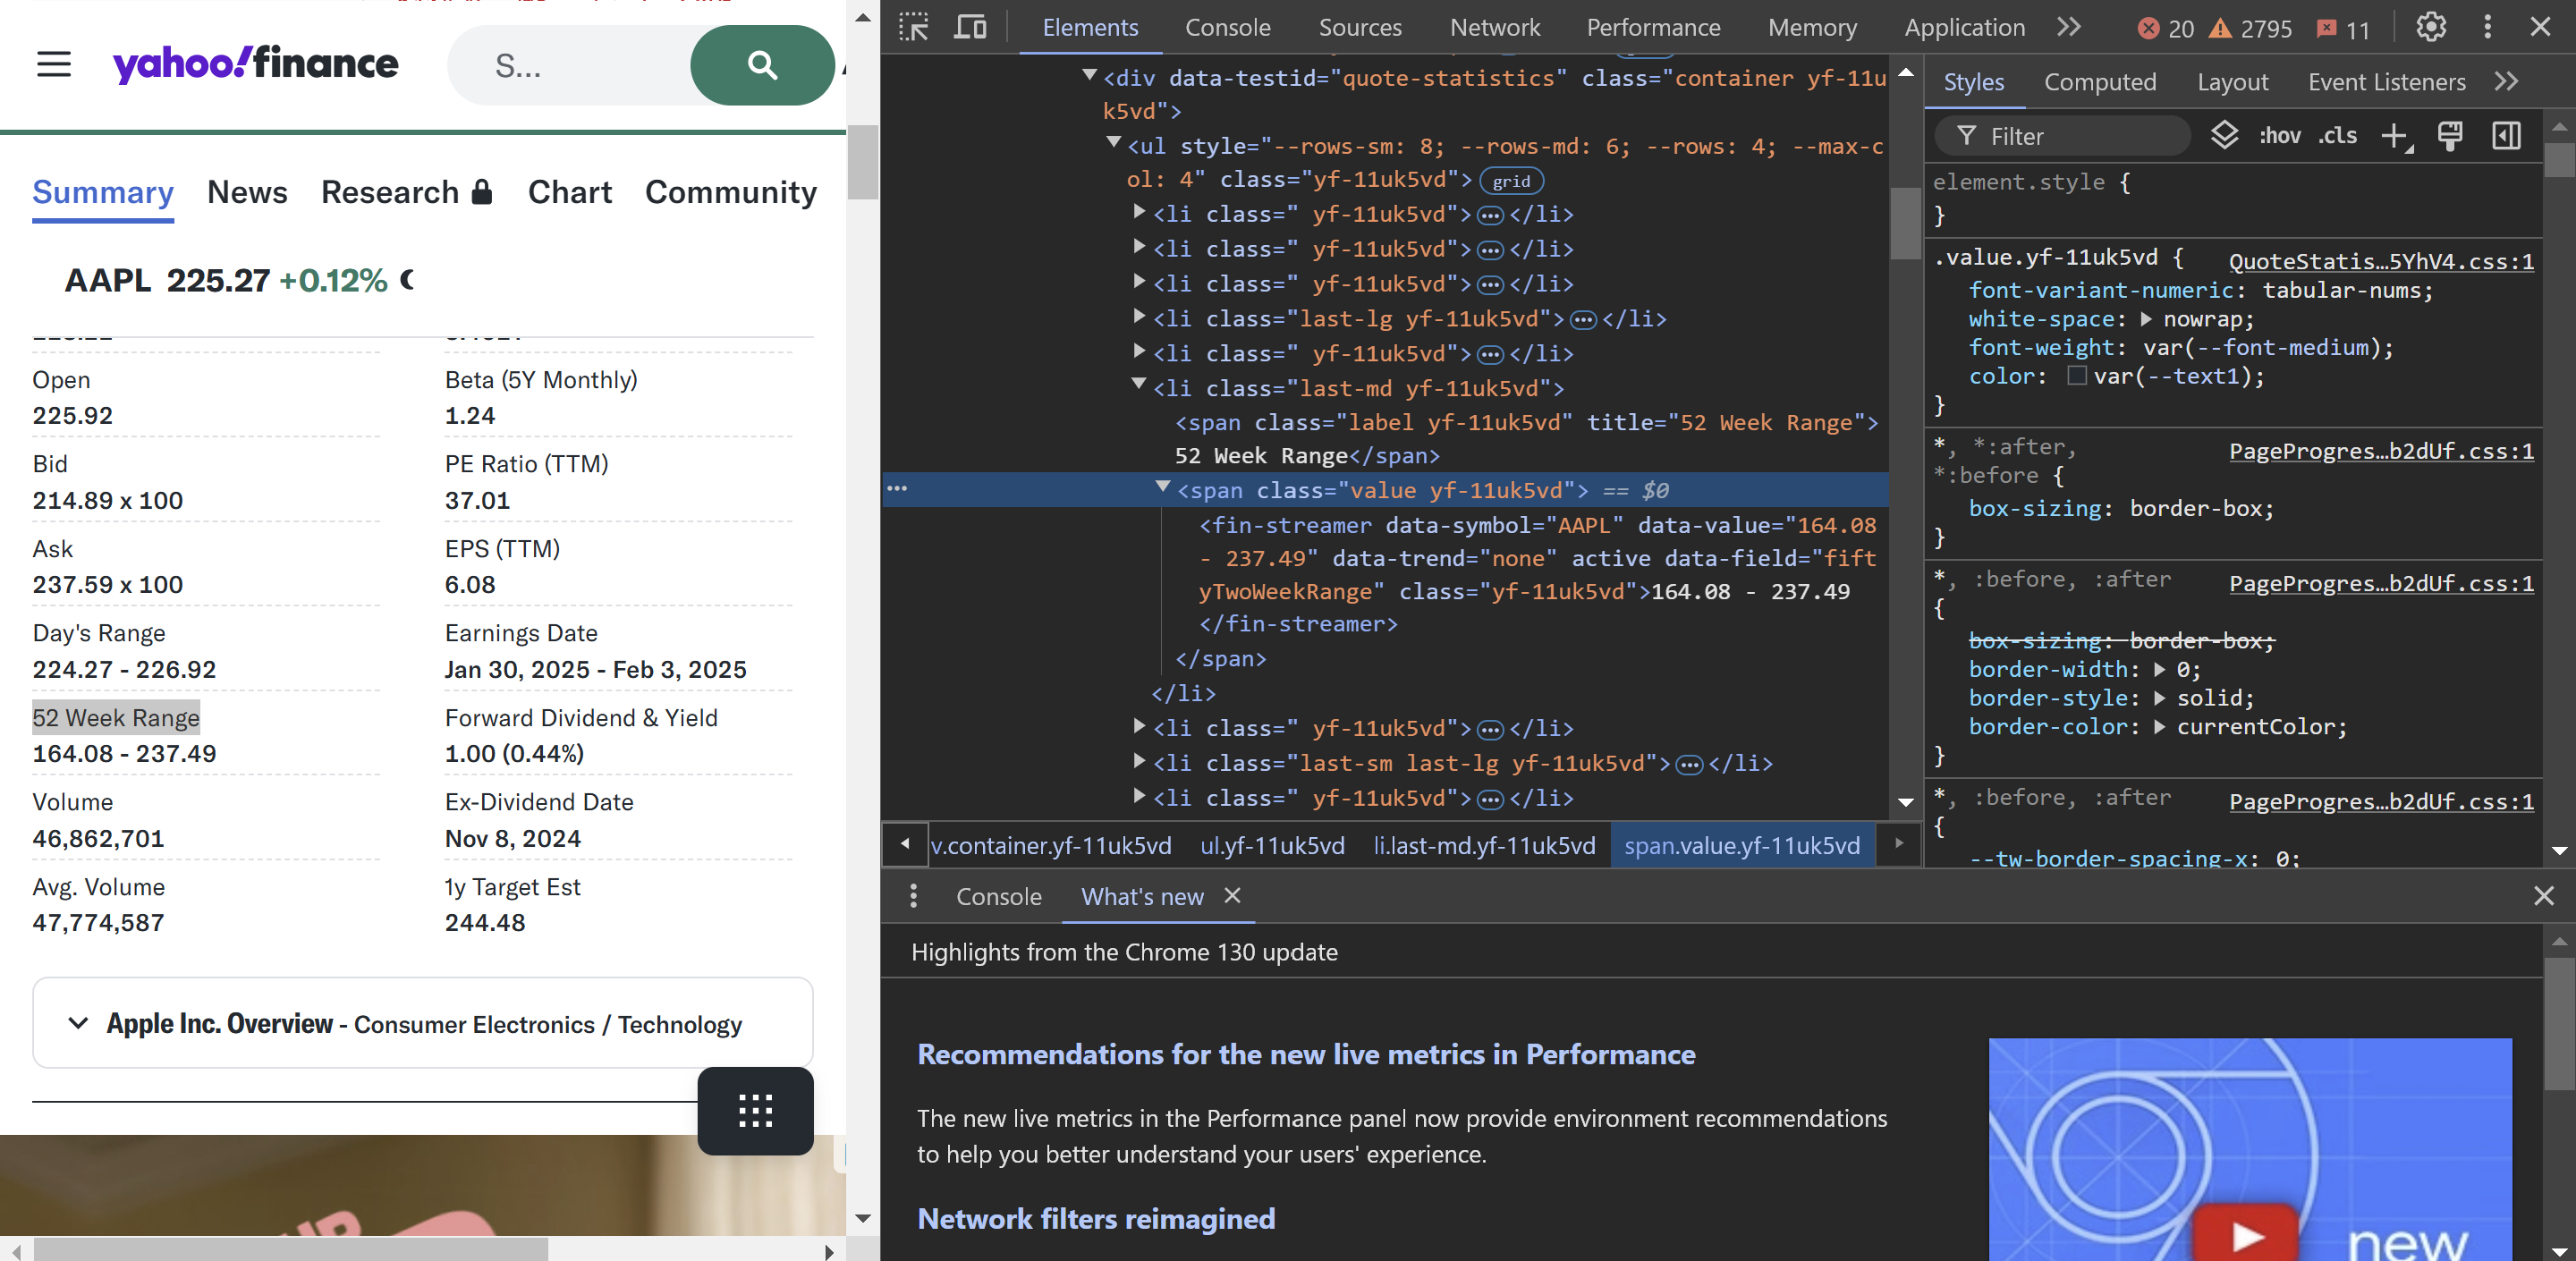 yahoo!finance
S...
Summary
News
Research
Chart
Community
AAPL 225.27 +0.12%
Open
225.92
Bid
214.89 x 100
Ask
237.59 x 100
Day's Range
224.27 - 226.92
52 Week Range
164.08 - 237.49
Volume
46,862,701
Avg. Volume
47,774,587
Beta (5Y Monthly)
1.24
PE Ratio (TTM)
37.01
EPS (TTM)
6.08
Earnings Date
Jan 30, 2025 - Feb 3, 2025
Forward Dividend & Yield
1.00 (0.44%)
Ex-Dividend Date
Nov 8, 2024
1y Target Est
244.48
Apple Inc. Overview - Consumer Electronics / Technology
Elements
Console
Sources
Network
Performance
Memory
Application
20
2795
11
<div data-testid="quote-statistics" class="container yf-11u
k5vd">
<ul style="--rows-sm: 8; --rows-md: 6; --rows: 4; --max-c
ol: 4" class="yf-11uk5vd"> grid
<li class=" yf-11uk5vd">…</li>
<li class=" yf-11uk5vd">…</li>
<li class=" yf-11uk5vd">…</li>
<li class="last-lg yf-11uk5vd">…</li>
<li class=" yf-11uk5vd">…</li>
<li class="last-md yf-11uk5vd">
<span class="label yf-11uk5vd" title="52 Week Range">
52 Week Range</span>
<span class="value yf-11uk5vd"> == $0
<fin-streamer data-symbol="AAPL" data-value="164.08
- 237.49" data-trend="none" active data-field="fift
yTwoWeekRange" class="yf-11uk5vd">164.08 - 237.49
</fin-streamer>
</span>
</li>
<li class=" yf-11uk5vd">…</li>
<li class="last-sm last-lg yf-11uk5vd">…</li>
<li class=" yf-11uk5vd">…</li>
v.container.yf-11uk5vd
ul.yf-11uk5vd
li.last-md.yf-11uk5vd
span.value.yf-11uk5vd
Styles
Computed
Layout
Event Listeners
Filter
:hov
.cls
element.style {
}
.value.yf-11uk5vd { QuoteStatis…5YhV4.css:1
font-variant-numeric: tabular-nums;
white-space: nowrap;
font-weight: var(--font-medium);
color: var(--text1);
}
*, *:after, PageProgres…b2dUf.css:1
*:before {
box-sizing: border-box;
}
*, :before, :after PageProgres…b2dUf.css:1
{
box-sizing: border-box;
border-width: 0;
border-style: solid;
border-color: currentColor;
}
*, :before, :after PageProgres…b2dUf.css:1
{
--tw-border-spacing-x: 0;
Console
What's new
Highlights from the Chrome 130 update
Recommendations for the new live metrics in Performance
The new live metrics in the Performance panel now provide environment recommendations
to help you better understand your users' experience.
Network filters reimagined
new